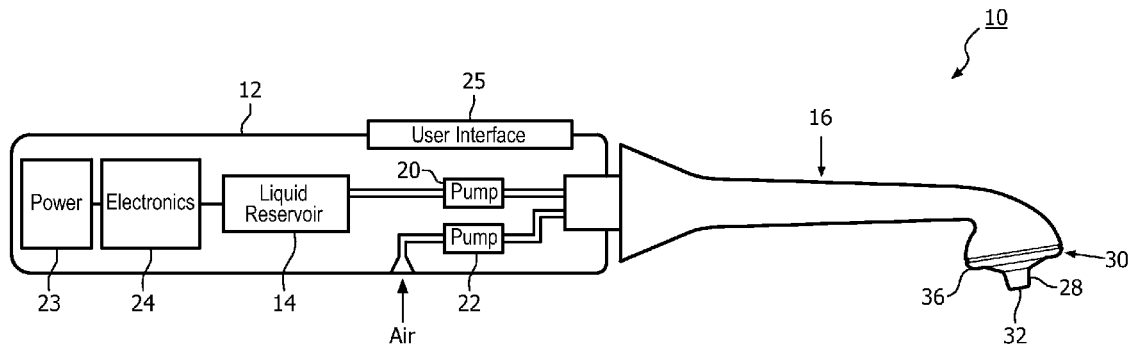 10
12
25
User Interface
16
20
Pump
Power
Electronics
Liquid
Reservoir
Pump
30
23
24
14
22
36
28
32
Air